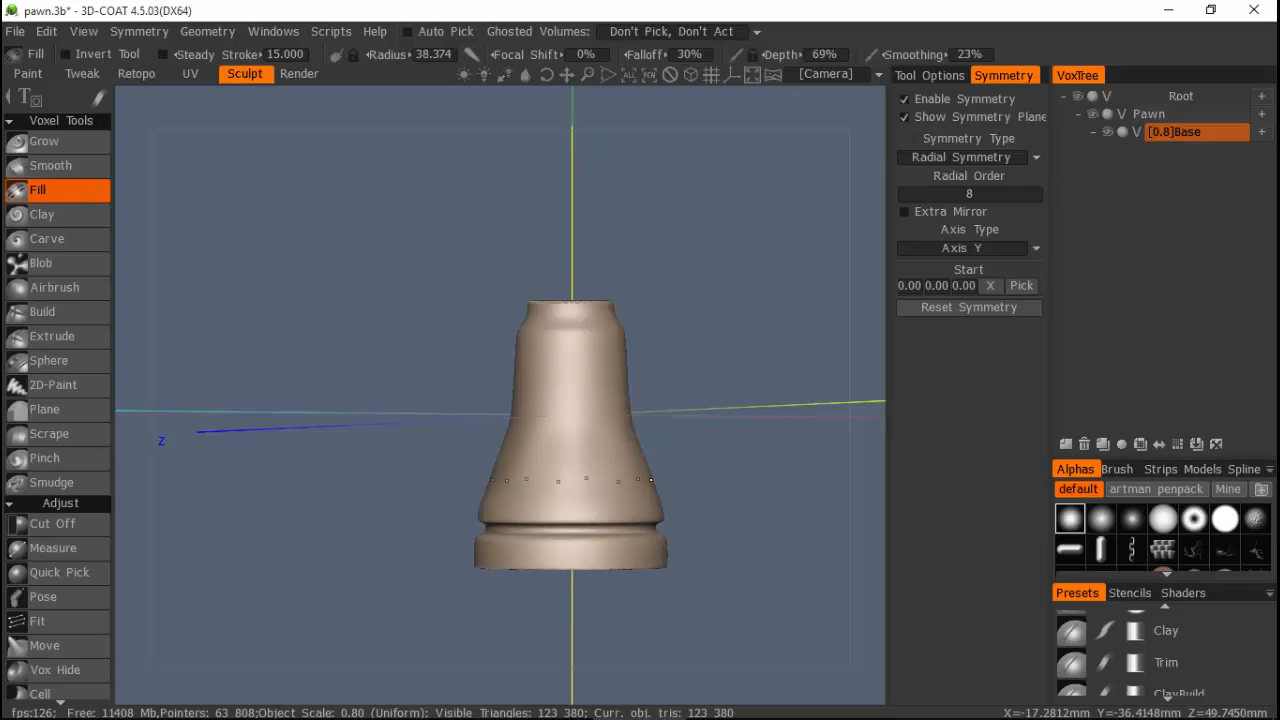 pawn.3b* - 3D-COAT 4.5.03(DX64)
File Edit View Symmetry Geometry Windows Scripts Help Auto Pick Ghosted Volumes: Don't Pick, Don't Act
Fill Invert Tool Steady Stroke 15.000 Radius 38.374 Focal Shift 0% Falloff 30% Depth 69% Smoothing 23%
Paint Tweak Retopo UV Sculpt Render [Camera] Tool Options Symmetry VoxTree
Enable Symmetry
Show Symmetry Plane
Symmetry Type
Radial Symmetry
Radial Order
8
Extra Mirror
Axis Type
Axis Y
Start
0.00 0.00 0.00 X Pick
Reset Symmetry
V Root +
V Pawn +
V [0.8]Base +
Voxel Tools
Grow
Smooth
Fill
Clay
Carve
Blob
Airbrush
Build
Extrude
Sphere
2D-Paint
Plane
Scrape
Pinch
Smudge
Adjust
Cut Off
Measure
Quick Pick
Pose
Fit
Move
Vox Hide
Cell
Z
Alphas Brush Strips Models Spline
default artman penpack Mine
Presets Stencils Shaders
Clay
Trim
ClayBuild
fps:126; Free: 11408 Mb,Pointers: 63 808;Object Scale: 0.80 (Uniform); Visible Triangles: 123 380; Curr. obj. tris: 123 380 X=-17.2812mm Y=-36.4148mm Z=49.7450mm